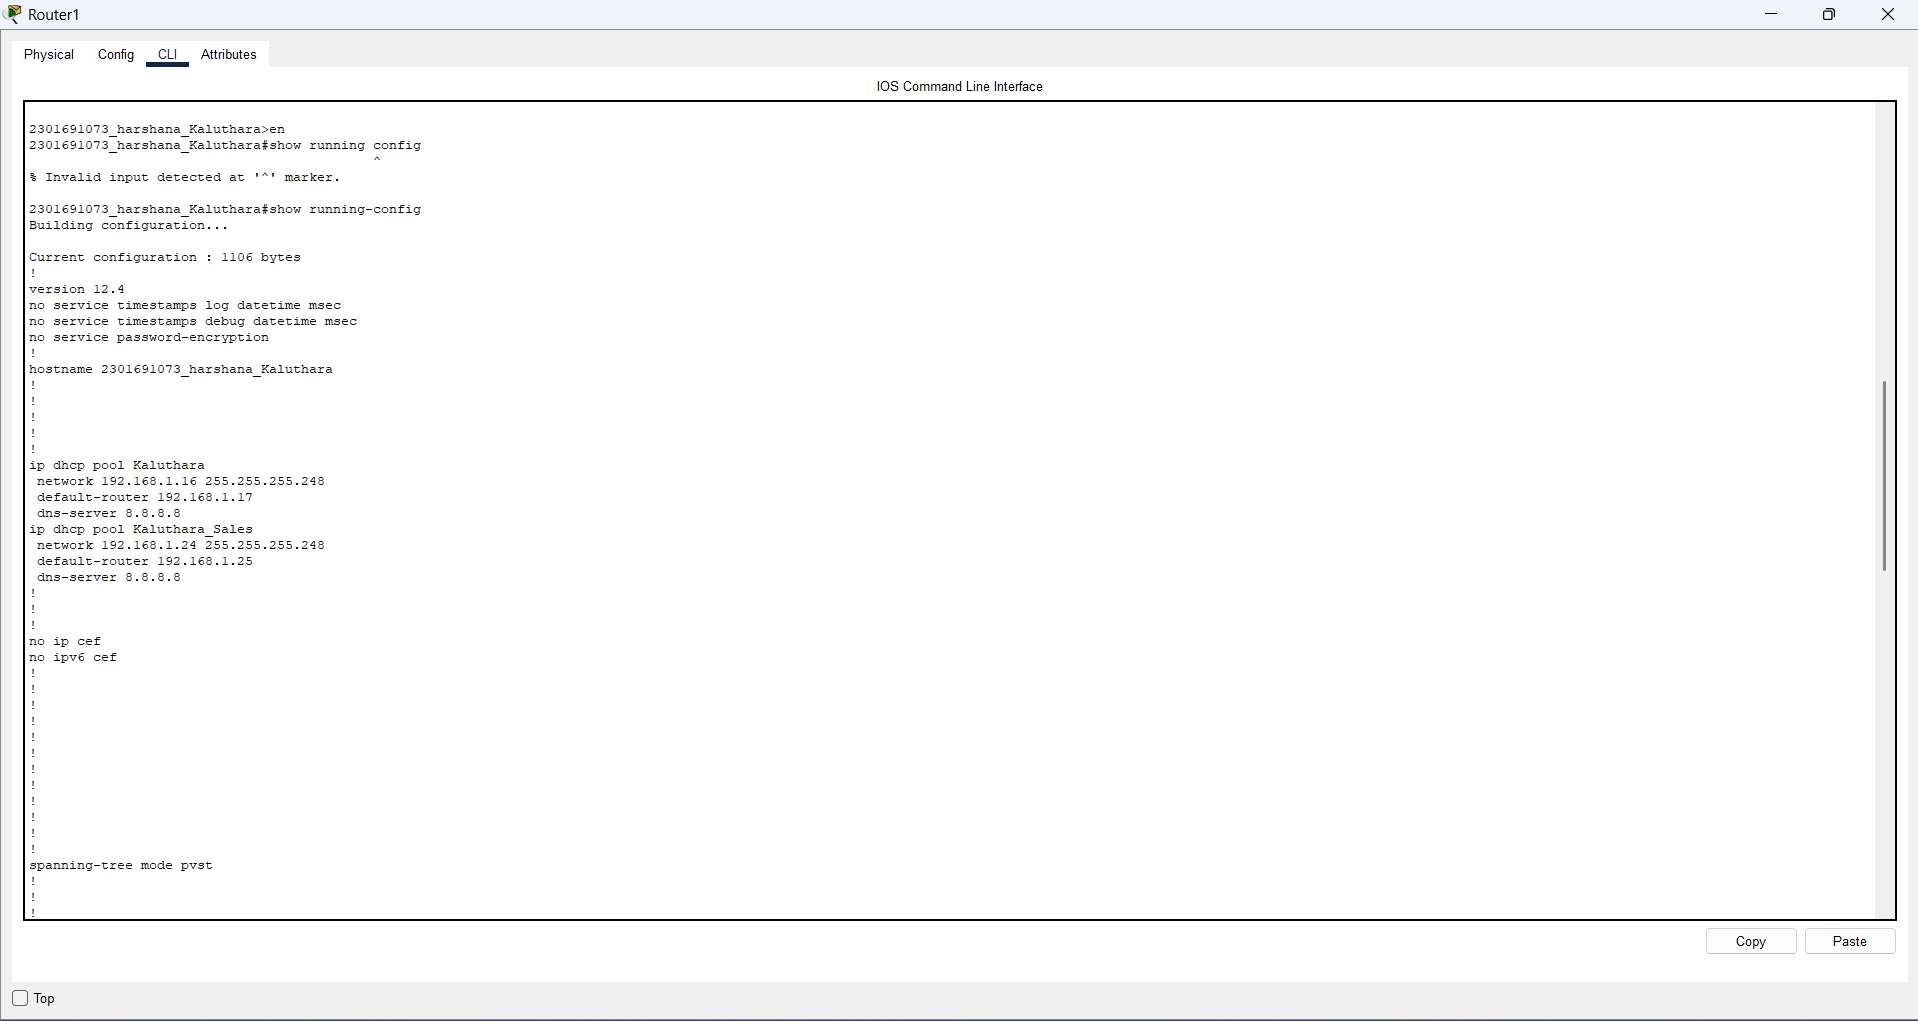 Router1
Physical Config CLI Attributes
IOS Command Line Interface
2301691073_harshana_Kaluthara>en
2301691073_harshana_Kaluthara#show running config
^
% Invalid input detected at '^' marker.
2301691073_harshana_Kaluthara#show running-config
Building configuration...
Current configuration : 1106 bytes
!
version 12.4
no service timestamps log datetime msec
no service timestamps debug datetime msec
no service password-encryption
!
hostname 2301691073_harshana_Kaluthara
!
!
!
!
!
ip dhcp pool Kaluthara
network 192.168.1.16 255.255.255.248
default-router 192.168.1.17
dns-server 8.8.8.8
ip dhcp pool Kaluthara_Sales
network 192.168.1.24 255.255.255.248
default-router 192.168.1.25
dns-server 8.8.8.8
!
!
!
no ip cef
no ipv6 cef
!
!
!
!
!
!
!
!
!
!
!
!
spanning-tree mode pvst
!
!
!
Copy Paste
Top